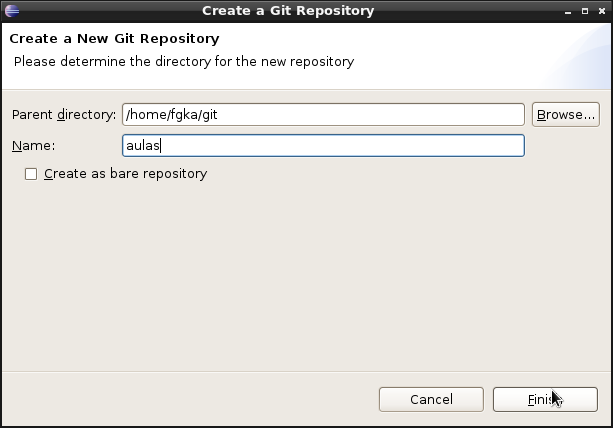 Create a Git Repository
Create a New Git Repository
Please determine the directory for the new repository
Parent directory: /home/fgka/git Browse...
Name: aulas
Create as bare repository
Cancel Finish